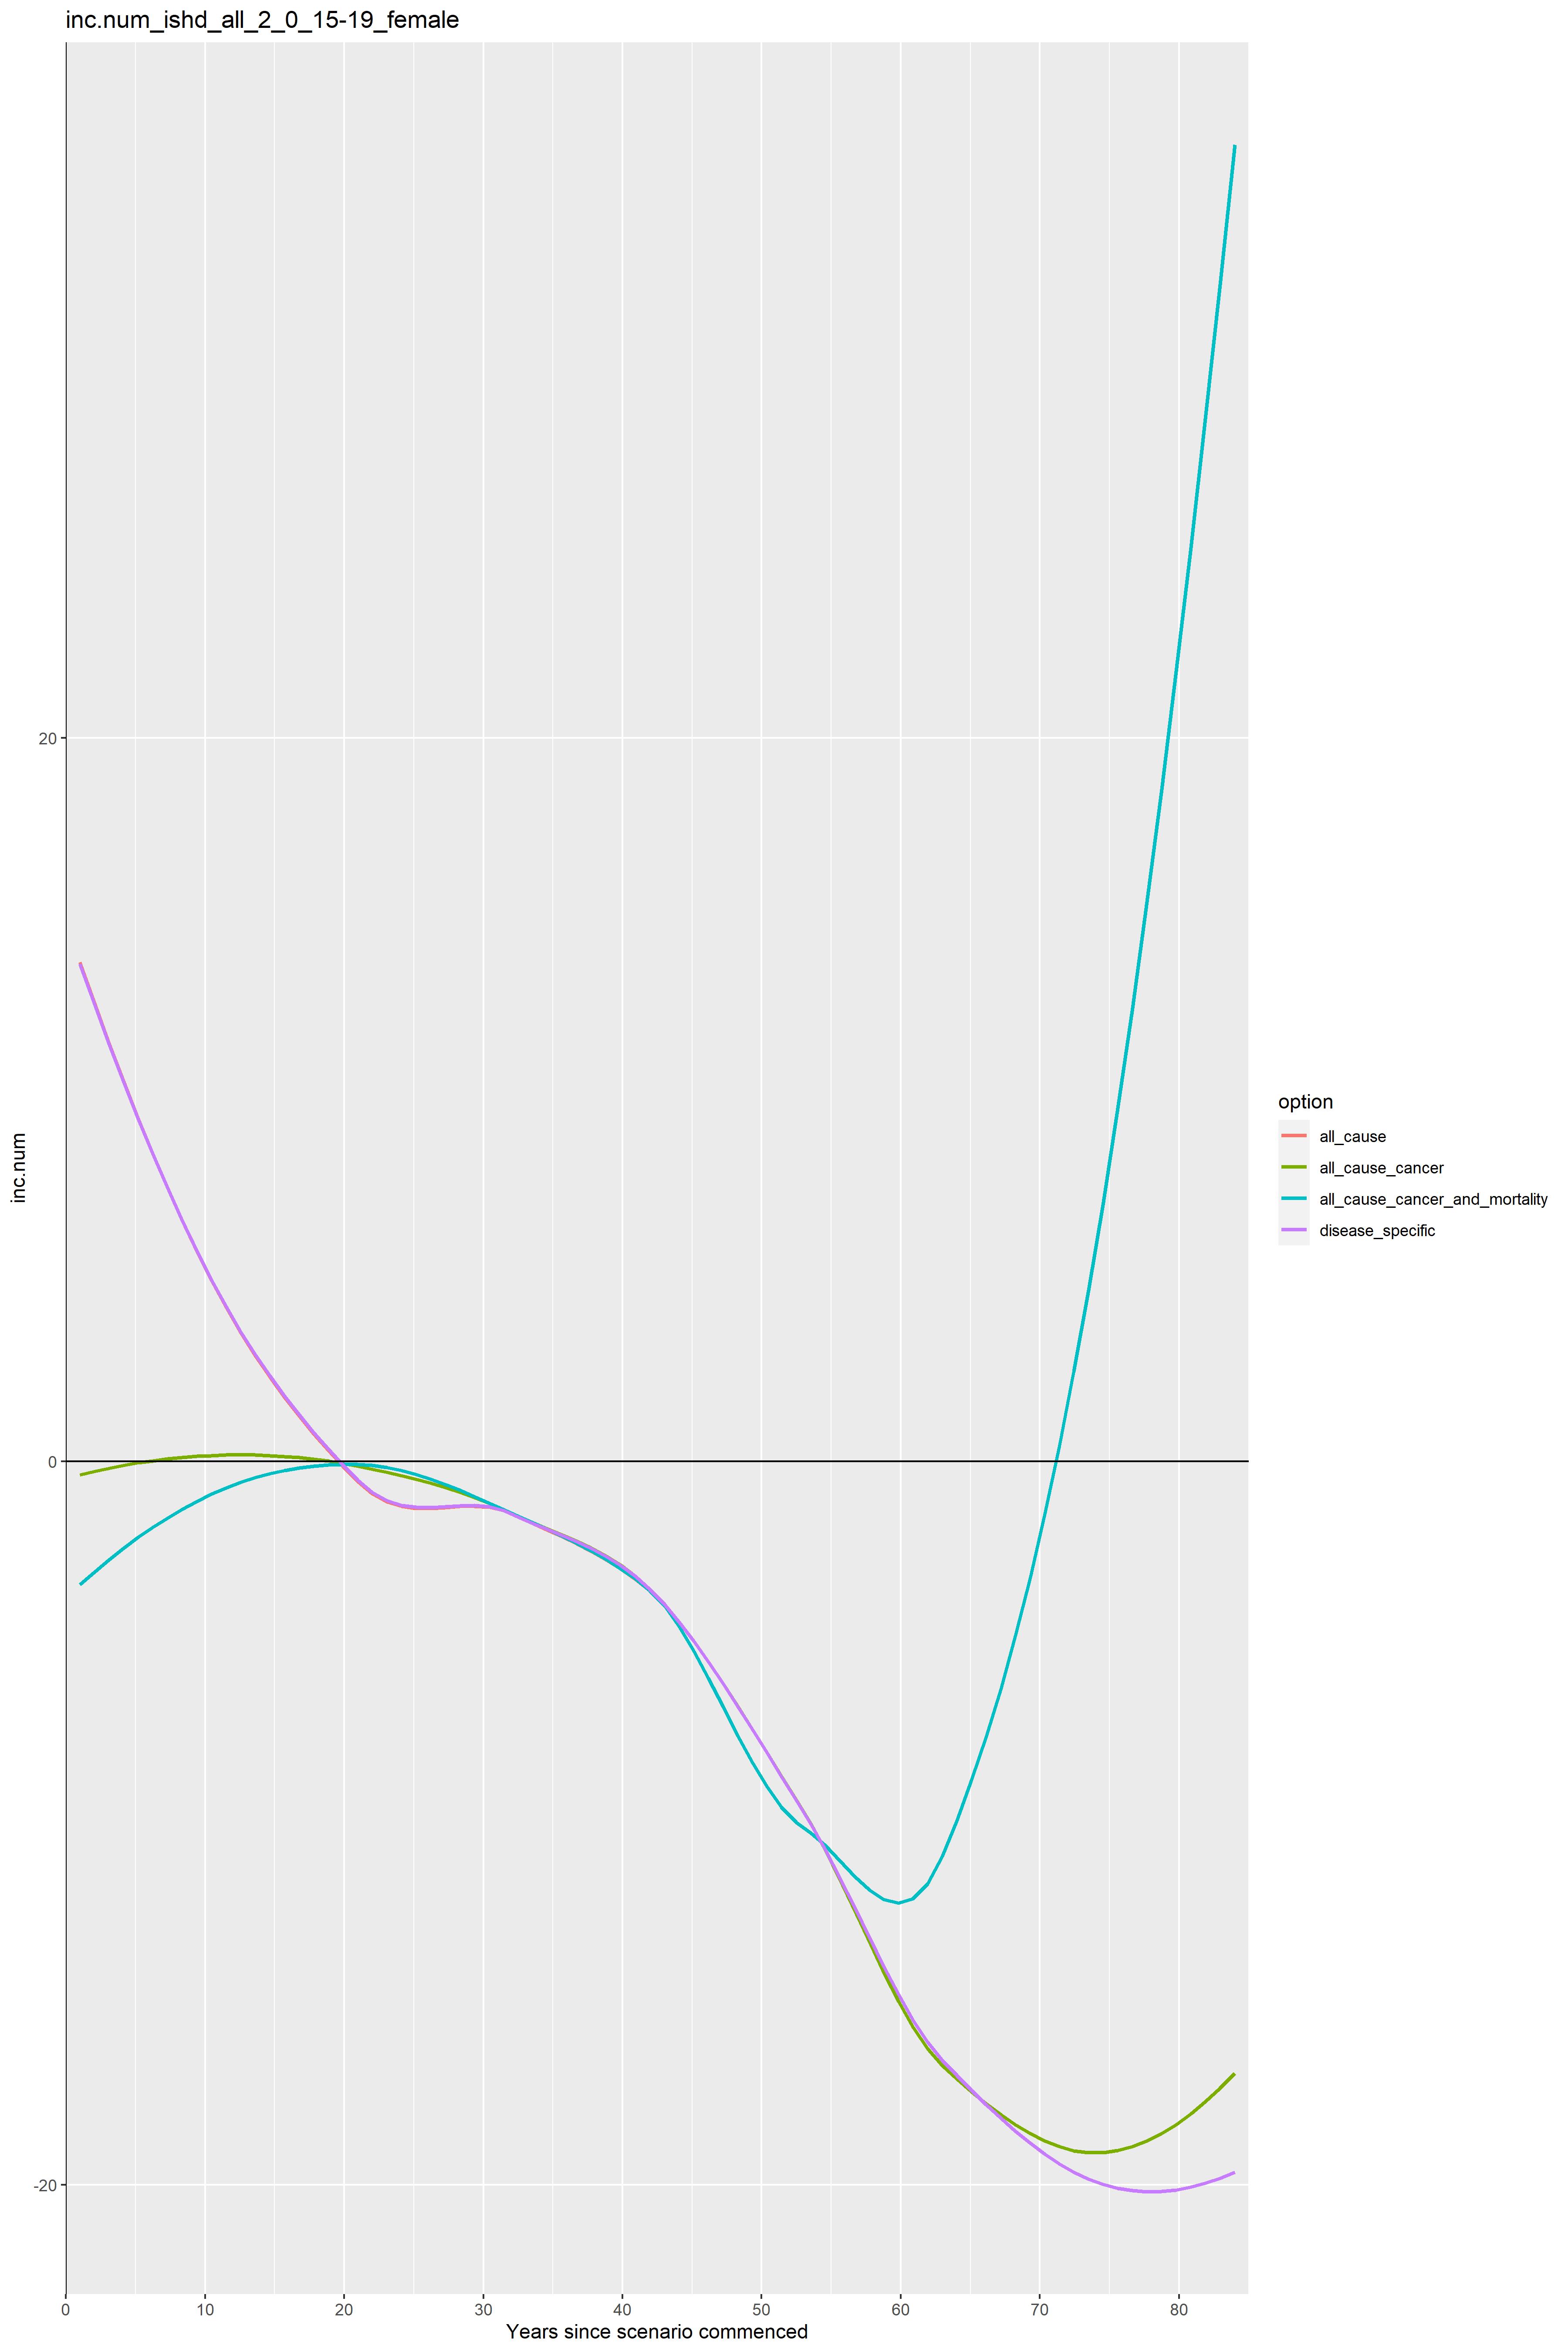 inc.num_ishd_all_2_0_15-19_female
inc.num
20
0
-20
0 10 20 30 40 50 60 70 80
Years since scenario commenced
option
all_cause
all_cause_cancer
all_cause_cancer_and_mortality
disease_specific